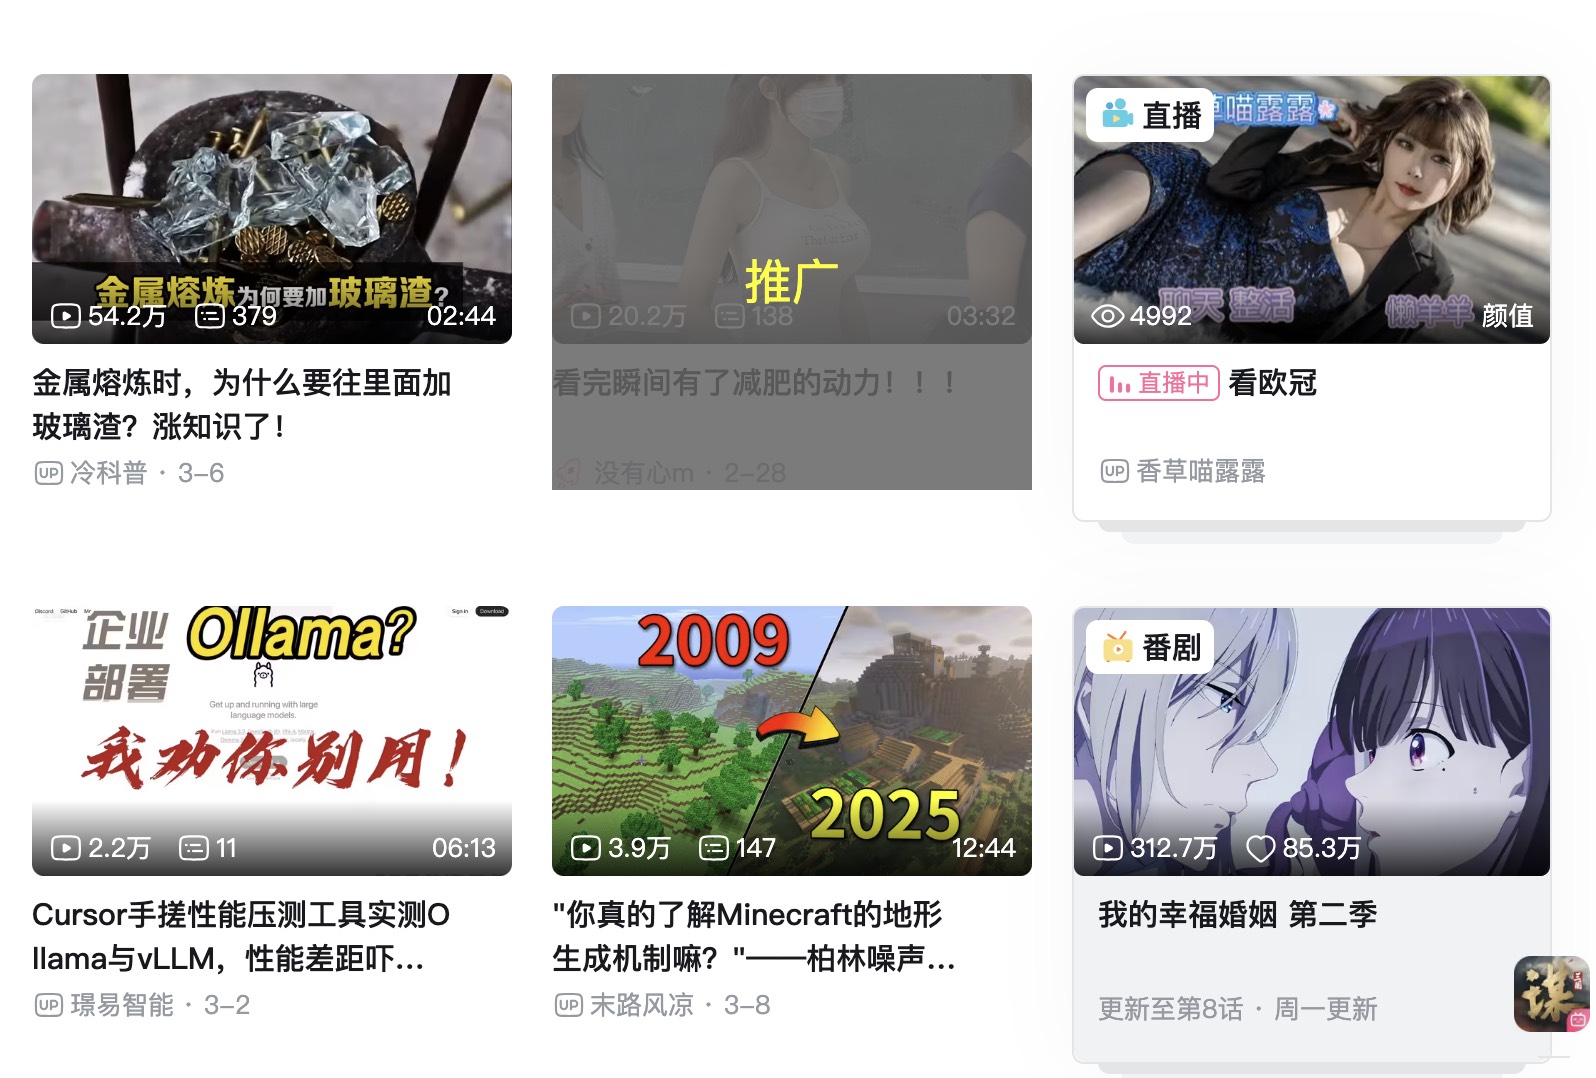 金属熔炼为何要加玻璃渣?
54.2万 379 02:44
金属熔炼时，为什么要往里面加
玻璃渣？涨知识了！
UP 冷科普 · 3-6
推广
20.2万 138 03:32
看完瞬间有了减肥的动力！！！
没有心m · 2-28
直播
草喵露露
聊天 整活
懒羊羊
4992 颜值
直播中 看欧冠
UP 香草喵露露
Discord GitHub
Sign in Download
企业
部署
Ollama?
Get up and running with large
language models.
我劝你别用！
2.2万 11 06:13
Cursor手搓性能压测工具实测O
llama与vLLM，性能差距吓...
UP 璟易智能 · 3-2
2009
2025
3.9万 147 12:44
"你真的了解Minecraft的地形
生成机制嘛？"——柏林噪声...
UP 末路风凉 · 3-8
番剧
312.7万 85.3万
我的幸福婚姻 第二季
更新至第8话 · 周一更新
谋